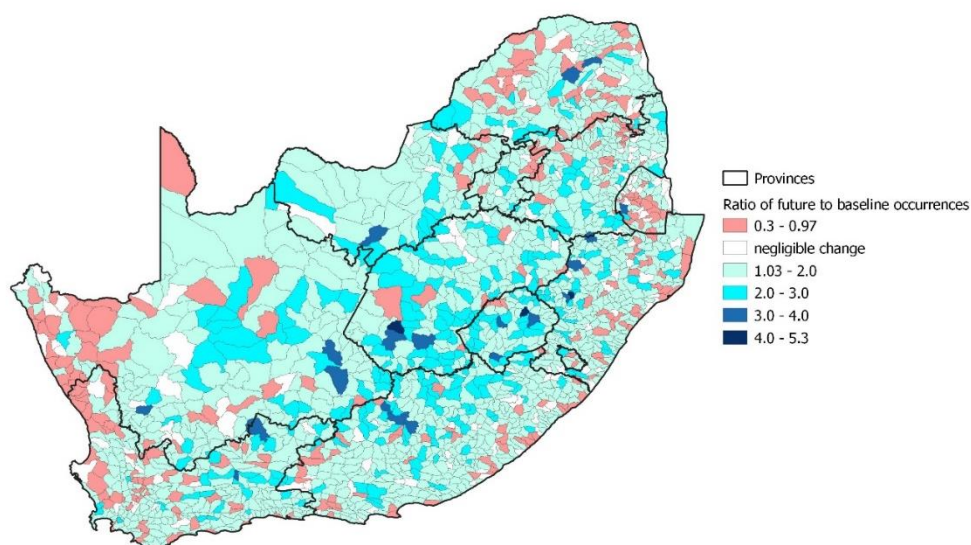 Provinces
Ratio of future to baseline occurrences
0.3 - 0.97
negligible change
1.03 - 2.0
2.0 - 3.0
3.0 - 4.0
4.0 - 5.3